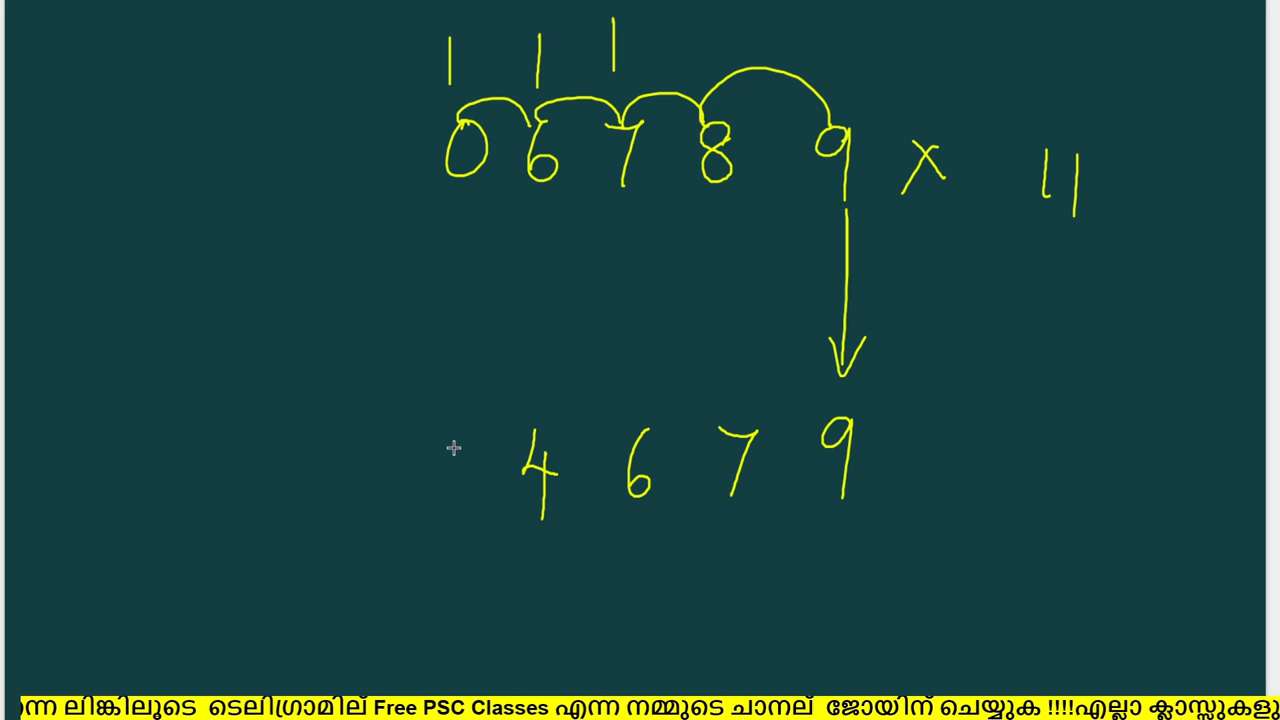 1 1 1
0 6 7 8 9 x 11
4 6 7 9
ന്ന ലിങ്കിലൂടെ ടെലിഗ്രാമില് Free PSC Classes എന്ന നമ്മുടെ ചാനല് ജോയിന് ചെയ്യുക !!!!എല്ലാ ക്ലാസ്സുകളു